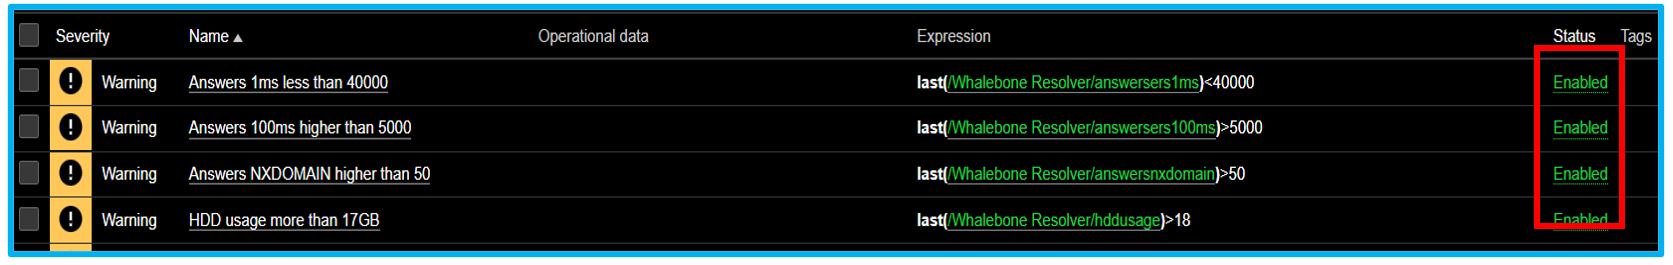 Severity Name ▲ Operational data Expression Status Tags
! Warning Answers 1ms less than 40000 last(/Whalebone Resolver/answersers1ms)<40000 Enabled
! Warning Answers 100ms higher than 5000 last(/Whalebone Resolver/answersers100ms)>5000 Enabled
! Warning Answers NXDOMAIN higher than 50 last(/Whalebone Resolver/answersnxdomain)>50 Enabled
! Warning HDD usage more than 17GB last(/Whalebone Resolver/hddusage)>18 Enabled